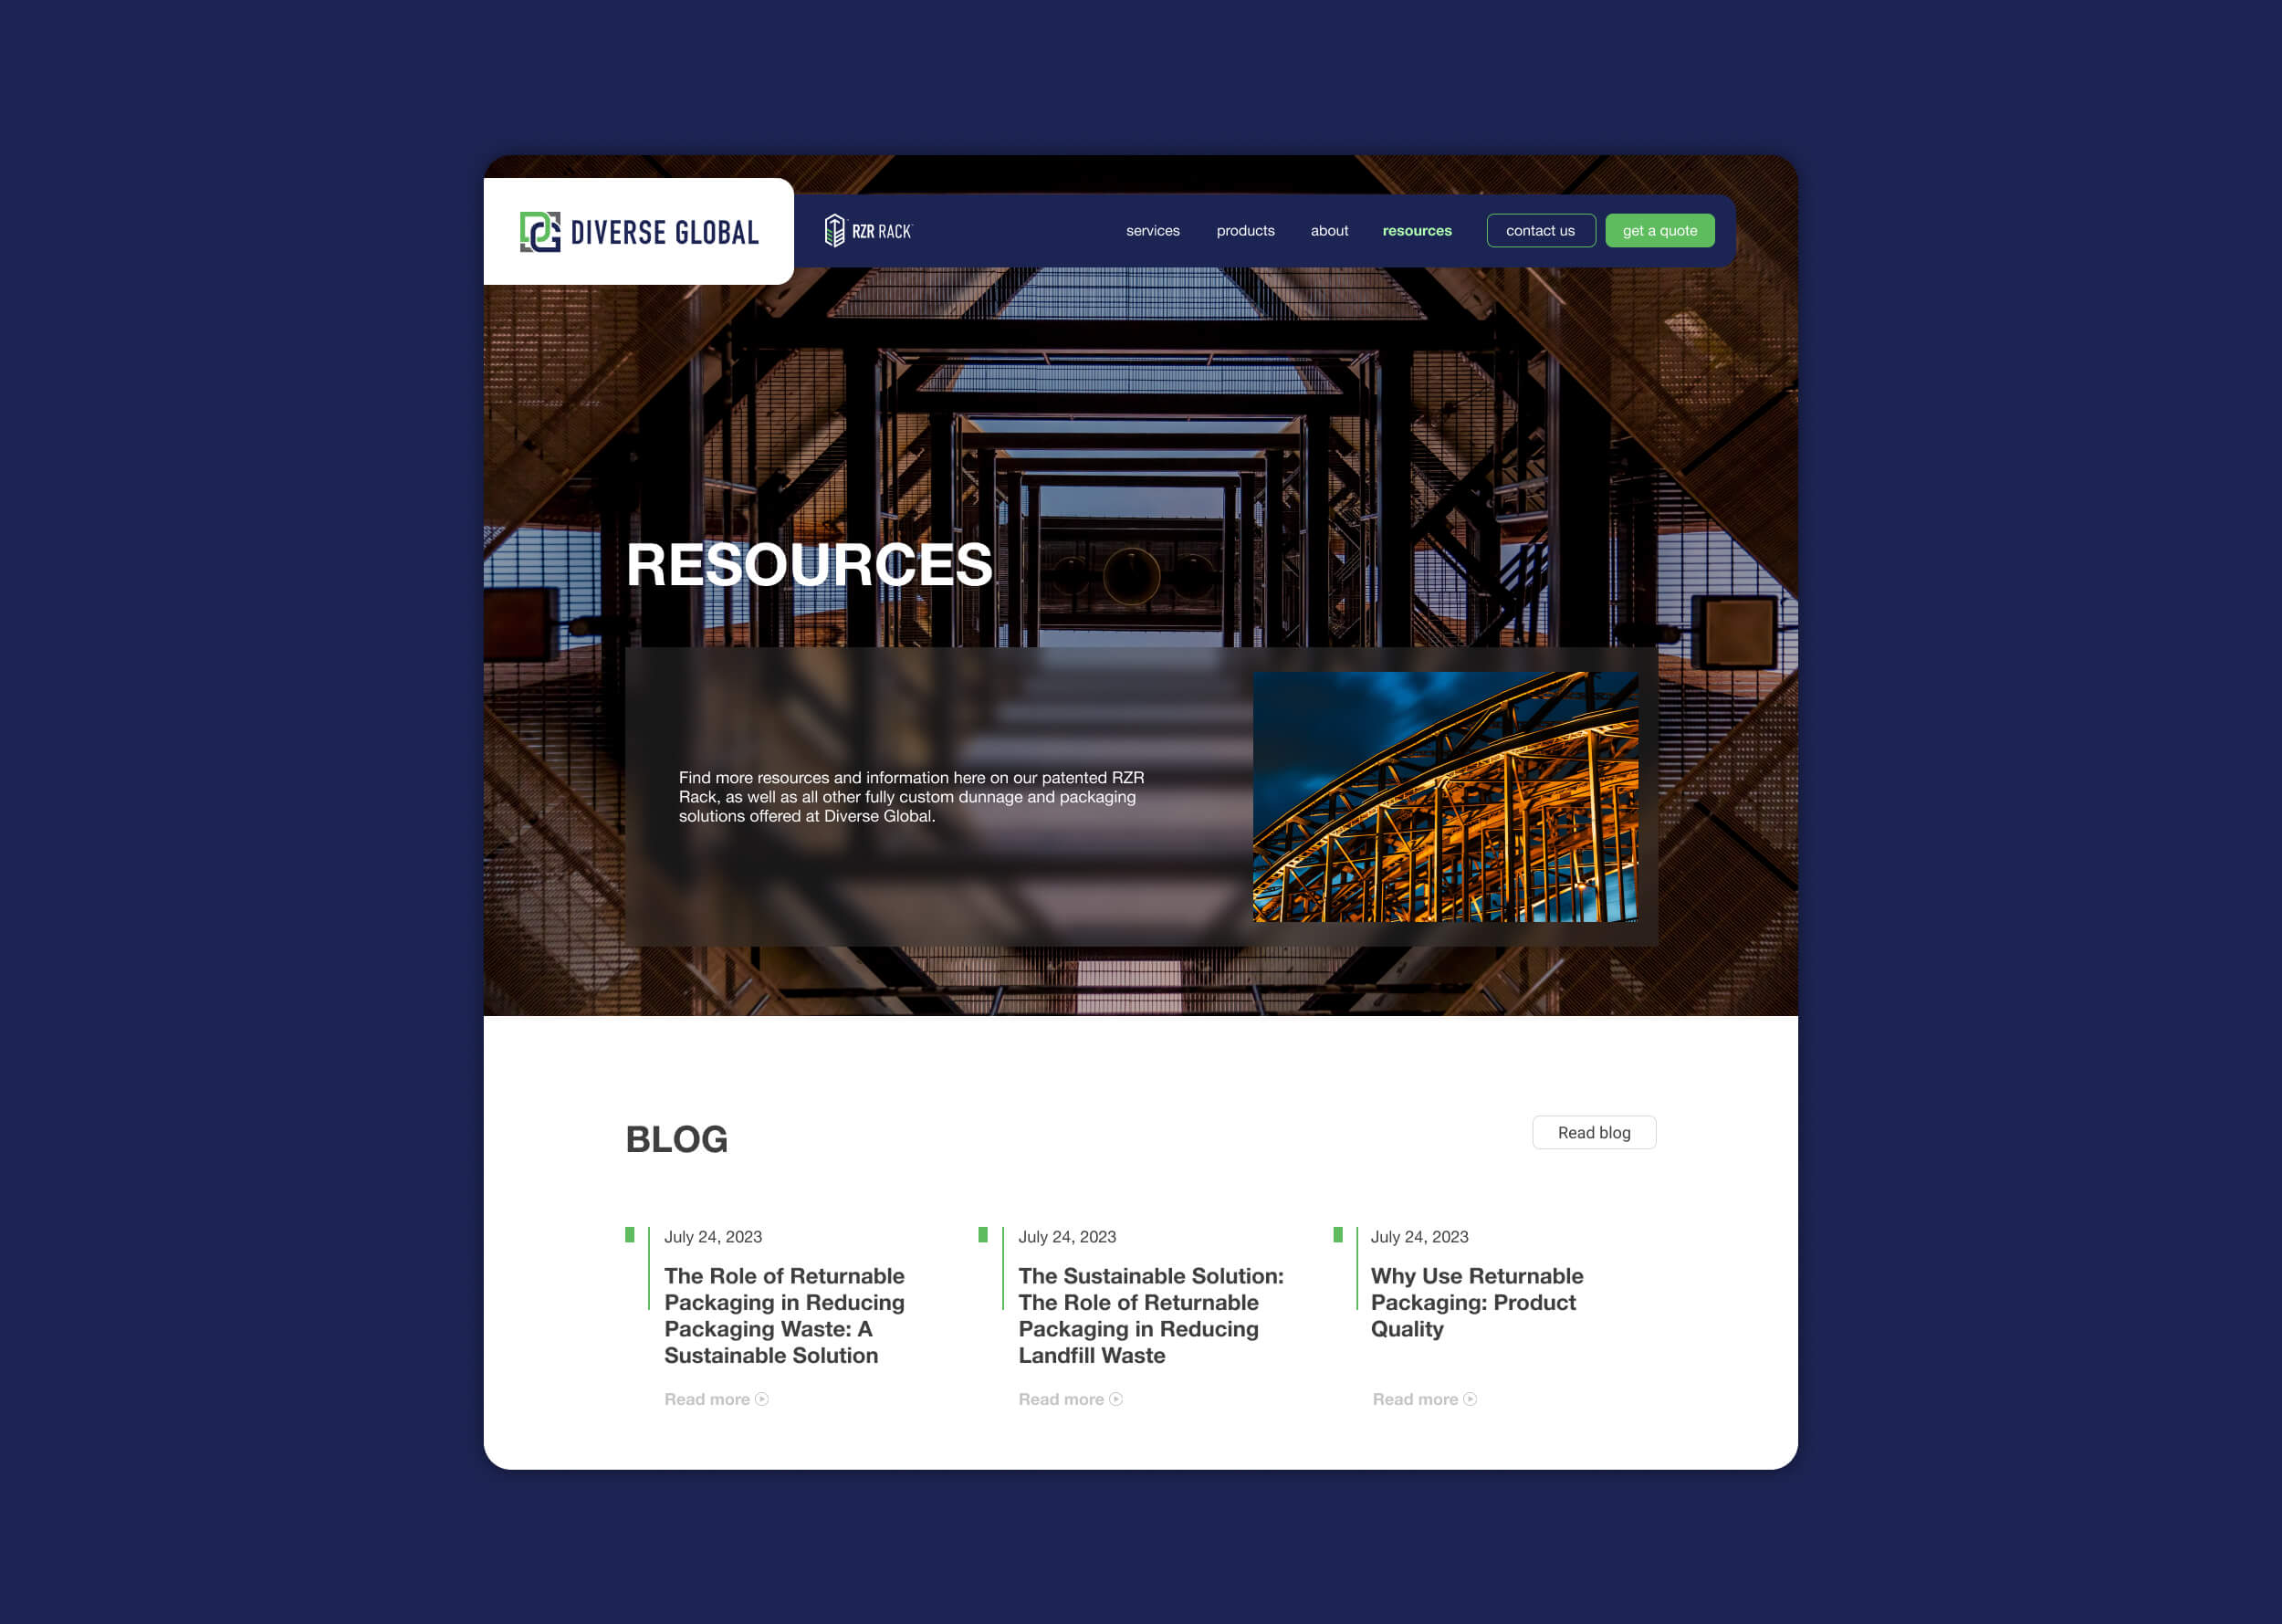 DIVERSE GLOBAL
RZR RACK
services
products
about
resources
contact us
get a quote
RESOURCES
Find more resources and information here on our patented RZR
Rack, as well as all other fully custom dunnage and packaging
solutions offered at Diverse Global.
BLOG
Read blog
July 24, 2023
The Role of Returnable
Packaging in Reducing
Packaging Waste: A
Sustainable Solution
Read more
July 24, 2023
The Sustainable Solution:
The Role of Returnable
Packaging in Reducing
Landfill Waste
Read more
July 24, 2023
Why Use Returnable
Packaging: Product
Quality
Read more